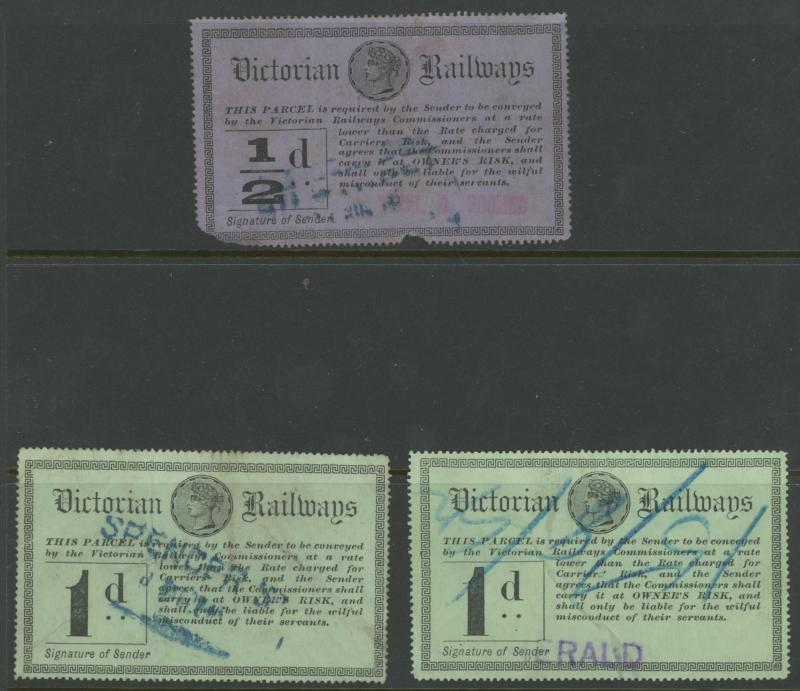 Victorian Railways
THIS PARCEL is required by the Sender to be conveyed
by the Victorian Railways Commissioners at a rate
lower than the Rate charged for
Carriers' Risk, and the Sender
agrees that the Commissioners shall
carry it at OWNER'S RISK, and
shall only be liable for the wilful
misconduct of their servants.
1/2 d
Signature of Sender
Victorian Railways
THIS PARCEL is required by the Sender to be conveyed
by the Victorian Railways Commissioners at a rate
lower than the Rate charged for
Carriers' Risk, and the Sender
agrees that the Commissioners shall
carry it at OWNER'S RISK, and
shall only be liable for the wilful
misconduct of their servants.
1d
Signature of Sender
Victorian Railways
THIS PARCEL is required by the Sender to be conveyed
by the Victorian Railways Commissioners at a rate
lower than the Rate charged for
Carriers' Risk, and the Sender
agrees that the Commissioners shall
carry it at OWNER'S RISK, and
shall only be liable for the wilful
misconduct of their servants.
1d
Signature of Sender